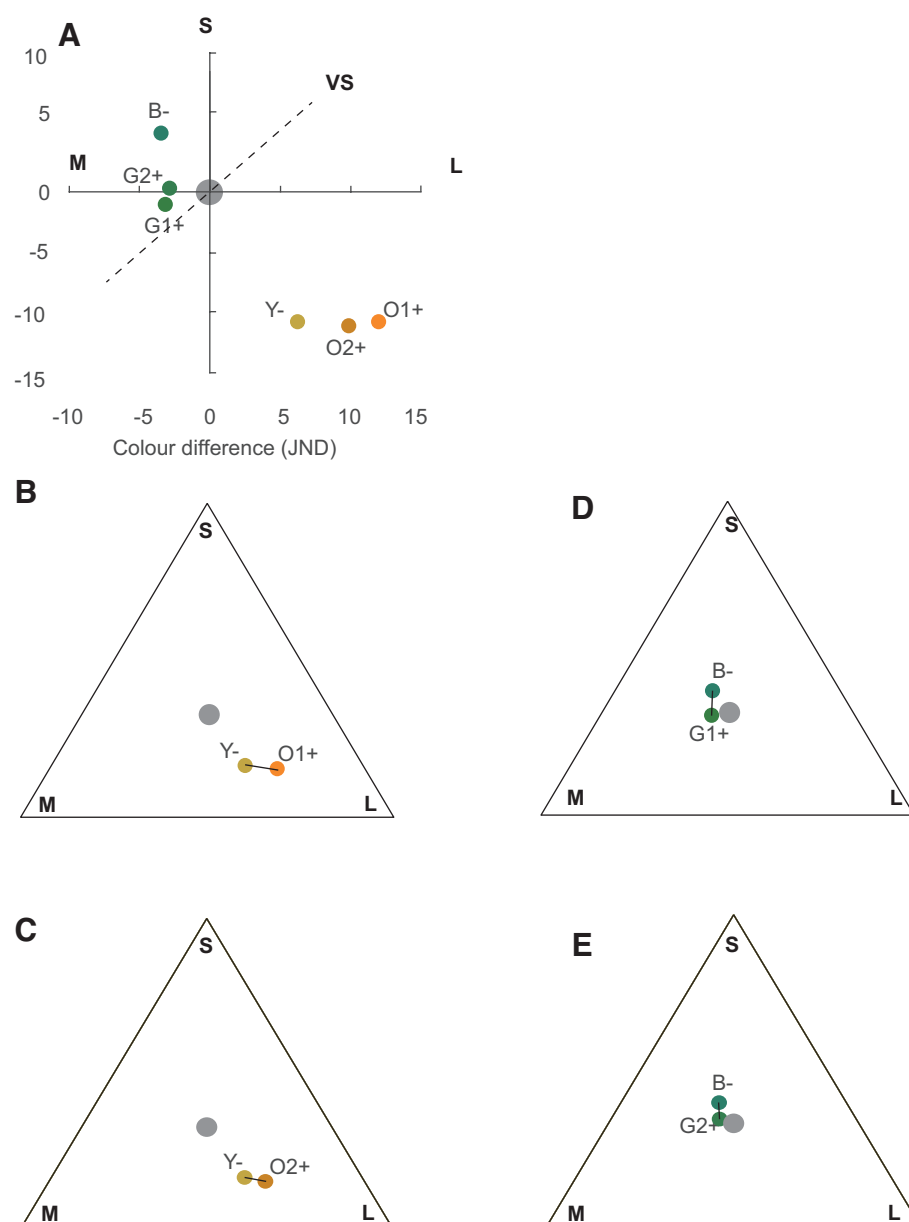 A
S
10
VS
B-
5
M
L
G2+
0
G1+
-5
Y-
O1+
-10
O2+
-15
-10 -5 0 5 10 15
Colour difference (JND)
B
D
S
S
B-
G1+
Y-
O1+
M
L
M
L
C
E
S
S
B-
G2+
Y-
O2+
M
L
M
L